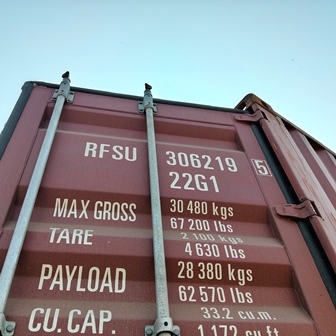 RFSU 306219 5
22G1
MAX GROSS 30 480 kgs
67 200 lbs
TARE 2 100 kgs
4 630 lbs
PAYLOAD 28 380 kgs
62 570 lbs
CU. CAP. 33.2 cu.m.
1 172 cu ft